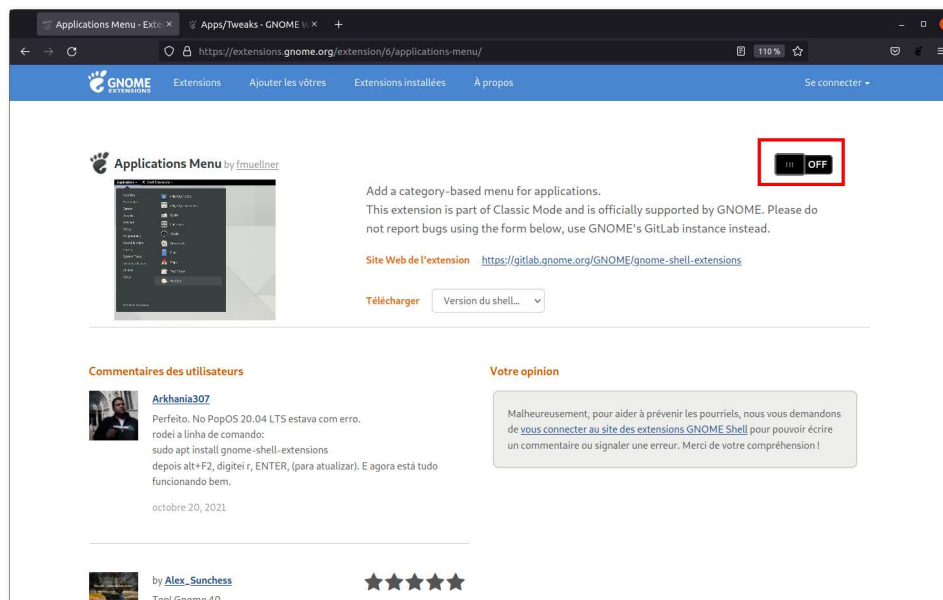 Applications Menu - Exte
Apps/Tweaks - GNOME W
https://extensions.gnome.org/extension/6/applications-menu/
110 %
GNOME
EXTENSIONS
Extensions
Ajouter les vôtres
Extensions installées
À propos
Se connecter
Applications Menu by fmuellner
OFF
Add a category-based menu for applications.
This extension is part of Classic Mode and is officially supported by GNOME. Please do
not report bugs using the form below, use GNOME's GitLab instance instead.
Site Web de l'extension https://gitlab.gnome.org/GNOME/gnome-shell-extensions
Télécharger Version du shell...
Commentaires des utilisateurs
Arkhania307
Perfeito. No PopOS 20.04 LTS estava com erro.
rodei a linha de comando:
sudo apt install gnome-shell-extensions
depois alt+F2, digitei r, ENTER, (para atualizar). E agora está tudo
funcionando bem.
octobre 20, 2021
by Alex_Sunchess
Top! Gnome 40
Votre opinion
Malheureusement, pour aider à prévenir les pourriels, nous vous demandons
de vous connecter au site des extensions GNOME Shell pour pouvoir écrire
un commentaire ou signaler une erreur. Merci de votre compréhension !